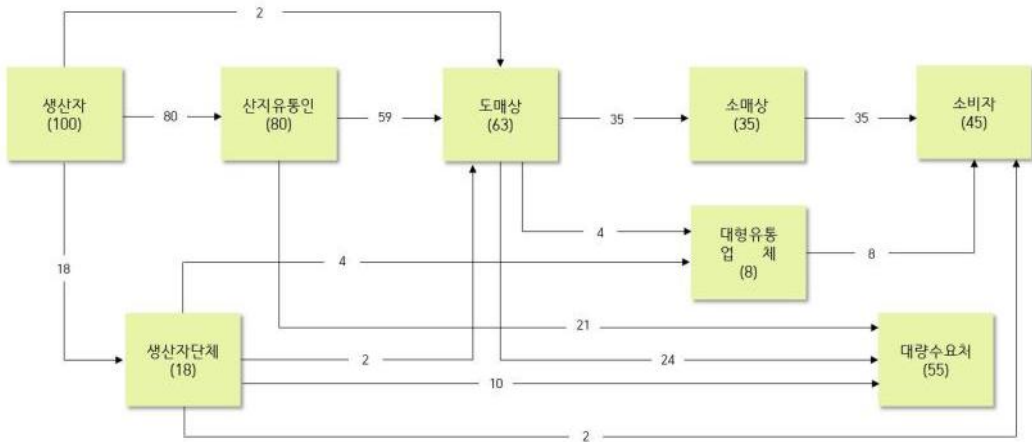 2
생산자
(100)
80
산지유통인
(80)
59
도매상
(63)
35
소매상
(35)
35
소비자
(45)
4
대형유통
업 체
(8)
8
18
4
21
생산자단체
(18)
2
24
대량수요처
(55)
10
2